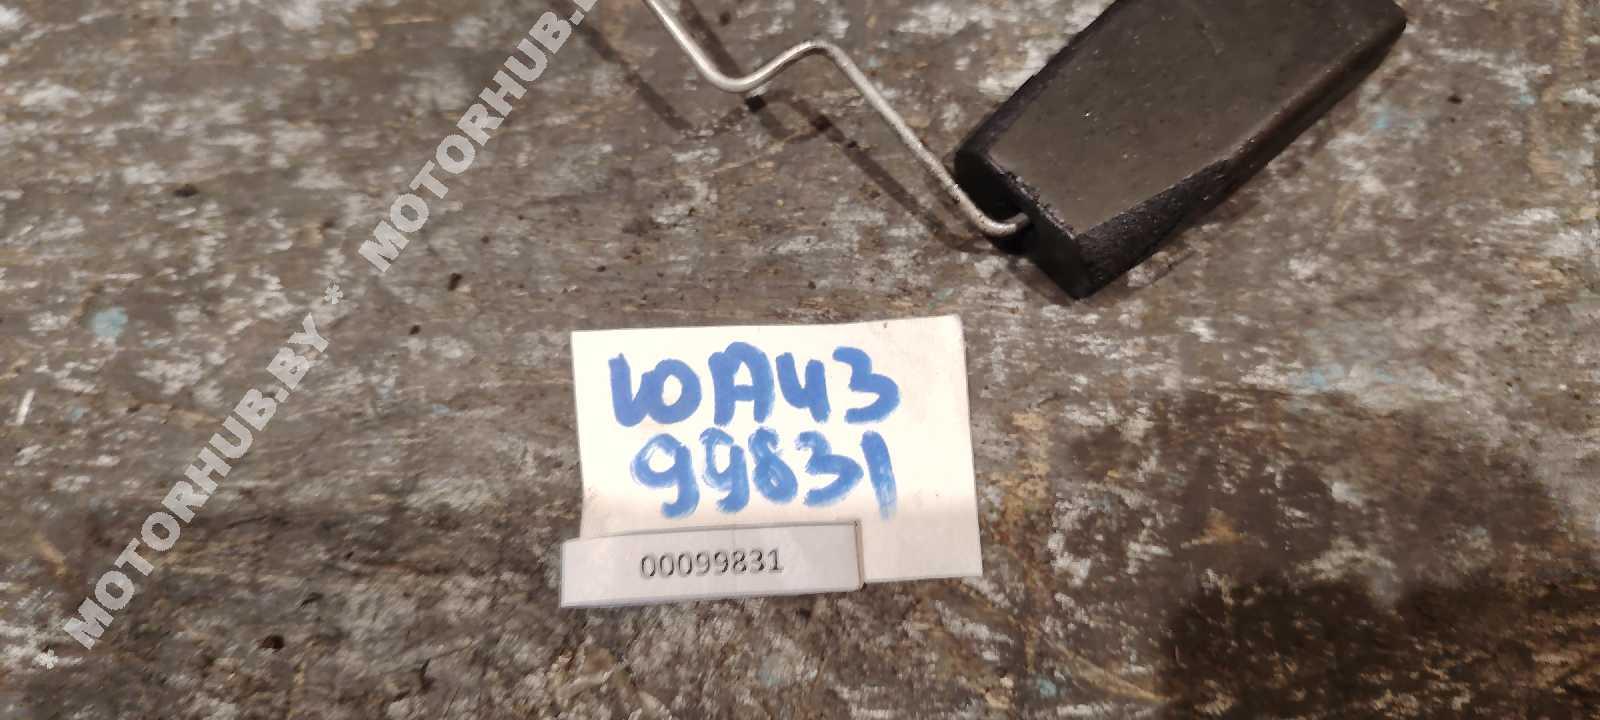 MOTORHUB.B
* MOTORHUB.BY *
ЮА43
99831
00099831